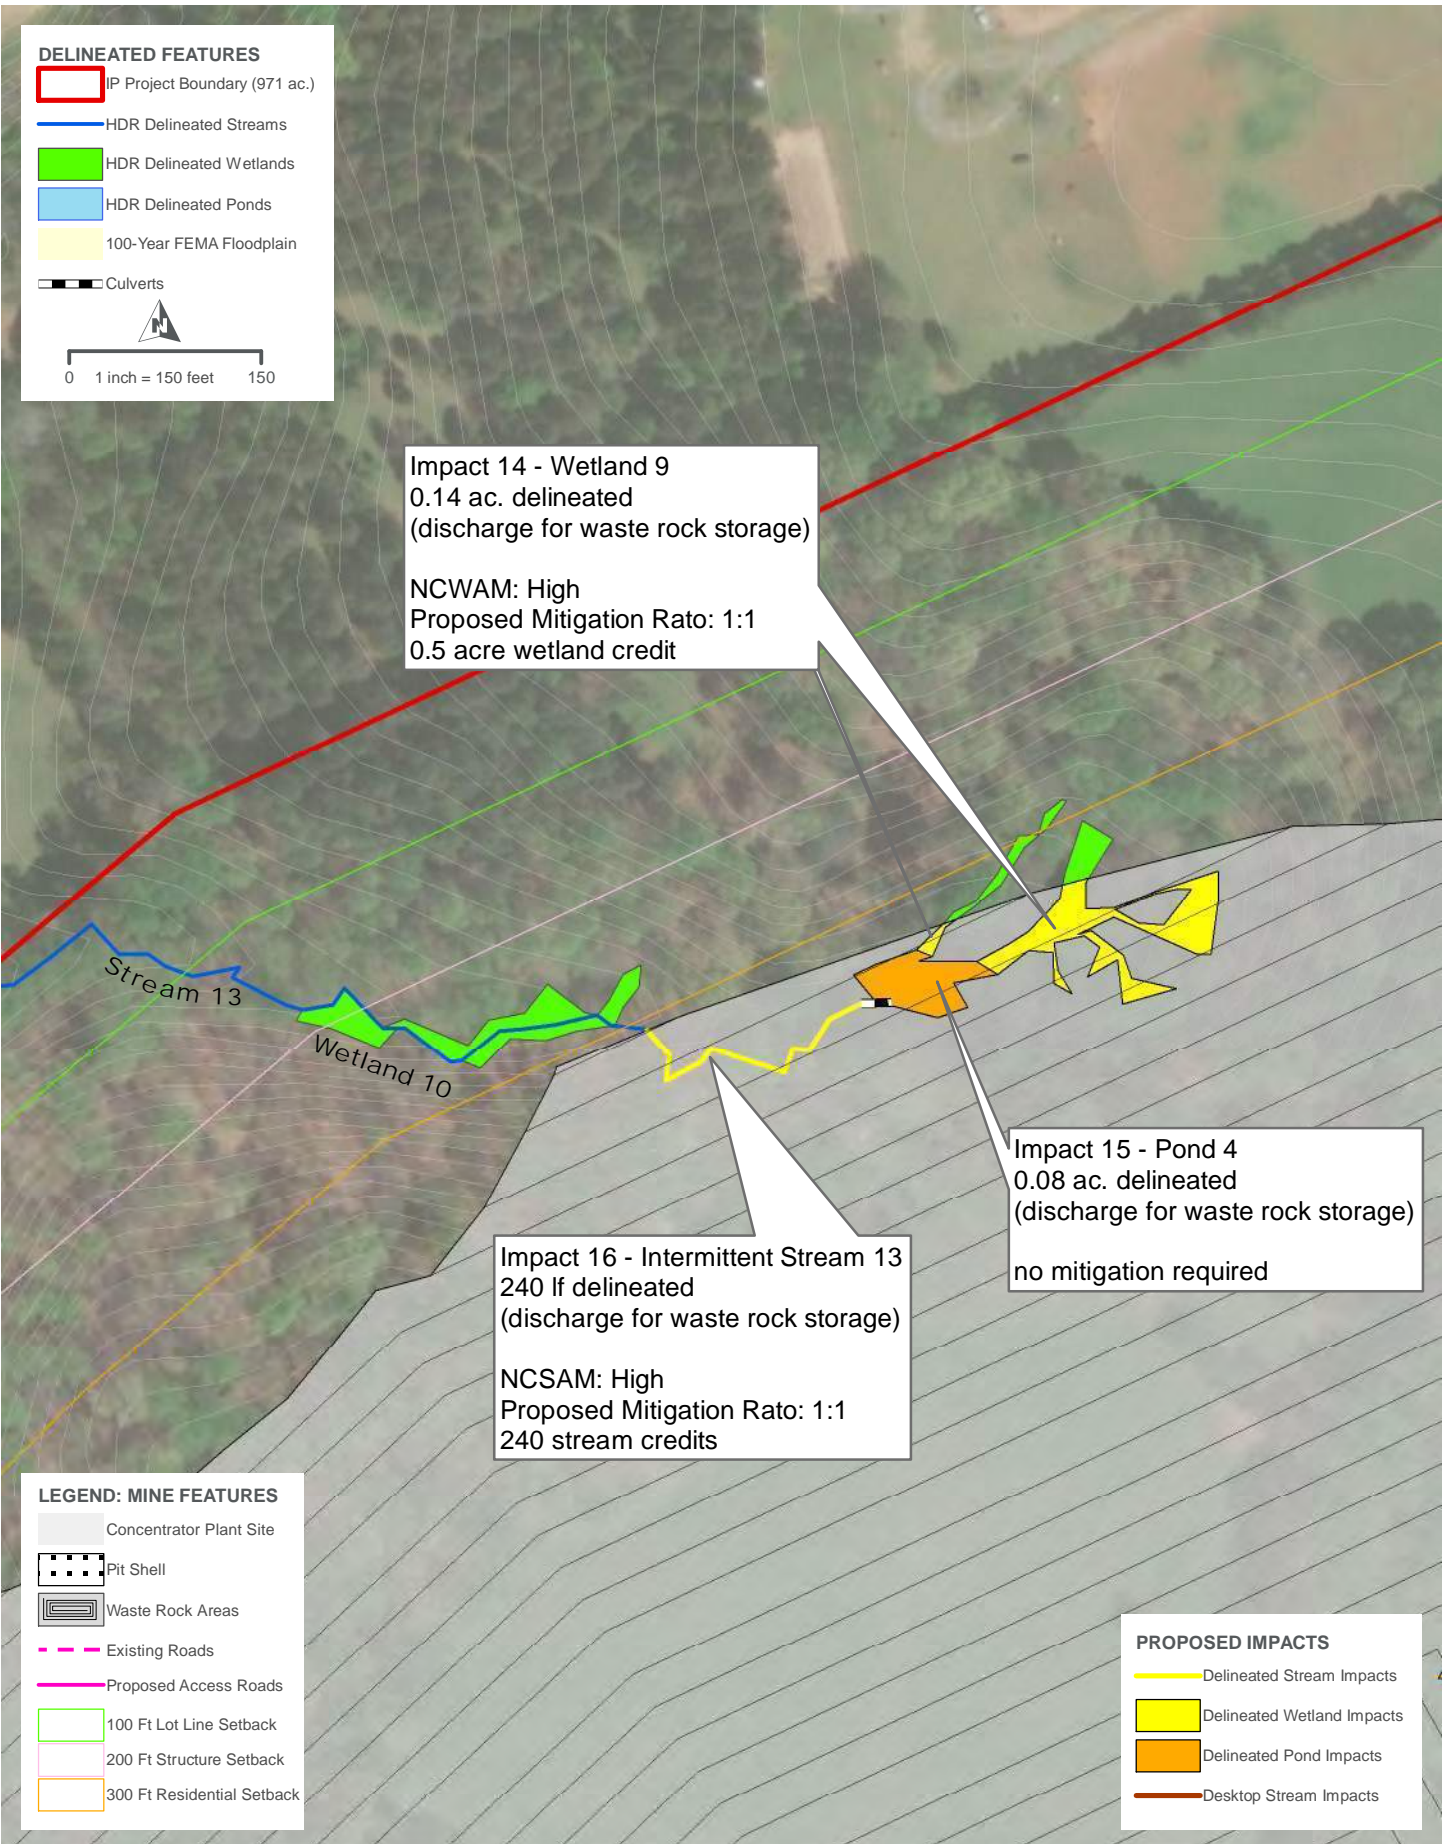 DELINEATED FEATURES
IP Project Boundary (971 ac.)
HDR Delineated Streams
HDR Delineated Wetlands
HDR Delineated Ponds
100-Year FEMA Floodplain
Culverts
N
0 1 inch = 150 feet 150
Impact 14 - Wetland 9
0.14 ac. delineated
(discharge for waste rock storage)
NCWAM: High
Proposed Mitigation Rato: 1:1
0.5 acre wetland credit
Stream 13
Wetland 10
Impact 15 - Pond 4
0.08 ac. delineated
(discharge for waste rock storage)
no mitigation required
Impact 16 - Intermittent Stream 13
240 lf delineated
(discharge for waste rock storage)
NCSAM: High
Proposed Mitigation Rato: 1:1
240 stream credits
LEGEND: MINE FEATURES
Concentrator Plant Site
Pit Shell
Waste Rock Areas
Existing Roads
Proposed Access Roads
100 Ft Lot Line Setback
200 Ft Structure Setback
300 Ft Residential Setback
PROPOSED IMPACTS
Delineated Stream Impacts
Delineated Wetland Impacts
Delineated Pond Impacts
Desktop Stream Impacts